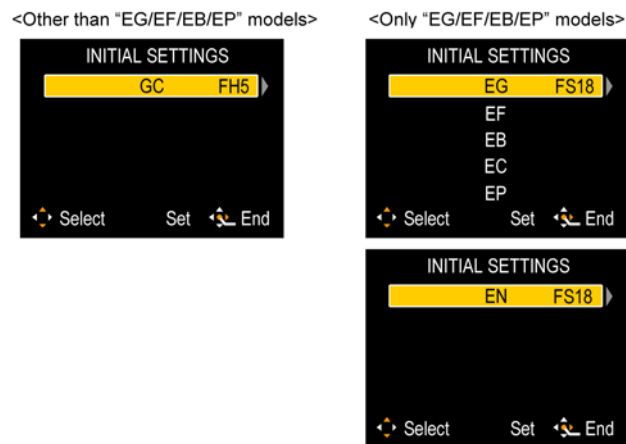 <Other than “EG/EF/EB/EP” models>
INITIAL SETTINGS
GC FH5
Select Set End
<Only “EG/EF/EB/EP” models>
INITIAL SETTINGS
EG FS18
EF
EB
EC
EP
Select Set End
INITIAL SETTINGS
EN FS18
Select Set End